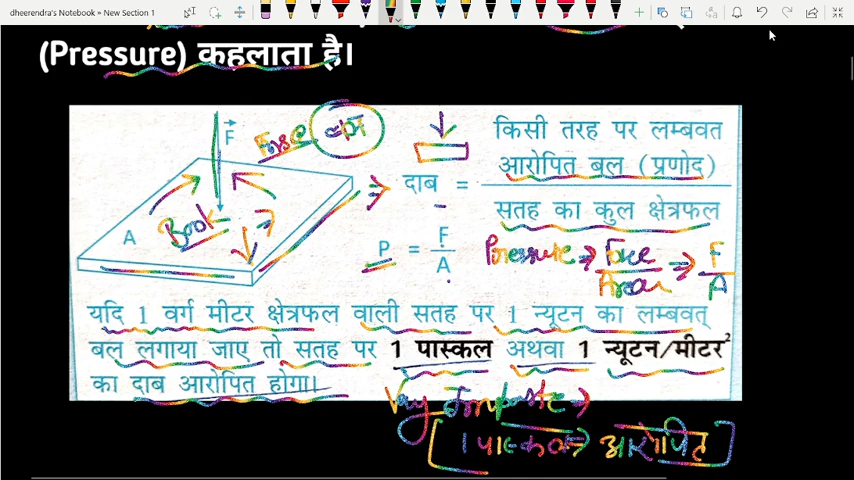 dheerendra's Notebook » New Section 1
(Pressure) कहलाता है।
F
Force
=बल
किसी तरह पर लम्बवत
आरोपित बल (प्रणोद)
दाब =
सतह का कुल क्षेत्रफल
A
Book
P = F/A
Pressure ⇒ Force/Area ⇒ F/A
यदि 1 वर्ग मीटर क्षेत्रफल वाली सतह पर 1 न्यूटन का लम्बवत्
बल लगाया जाए तो सतह पर 1 पास्कल अथवा 1 न्यूटन/मीटर²
का दाब आरोपित होगा।
1 पास्कल ⇒ आरोपित